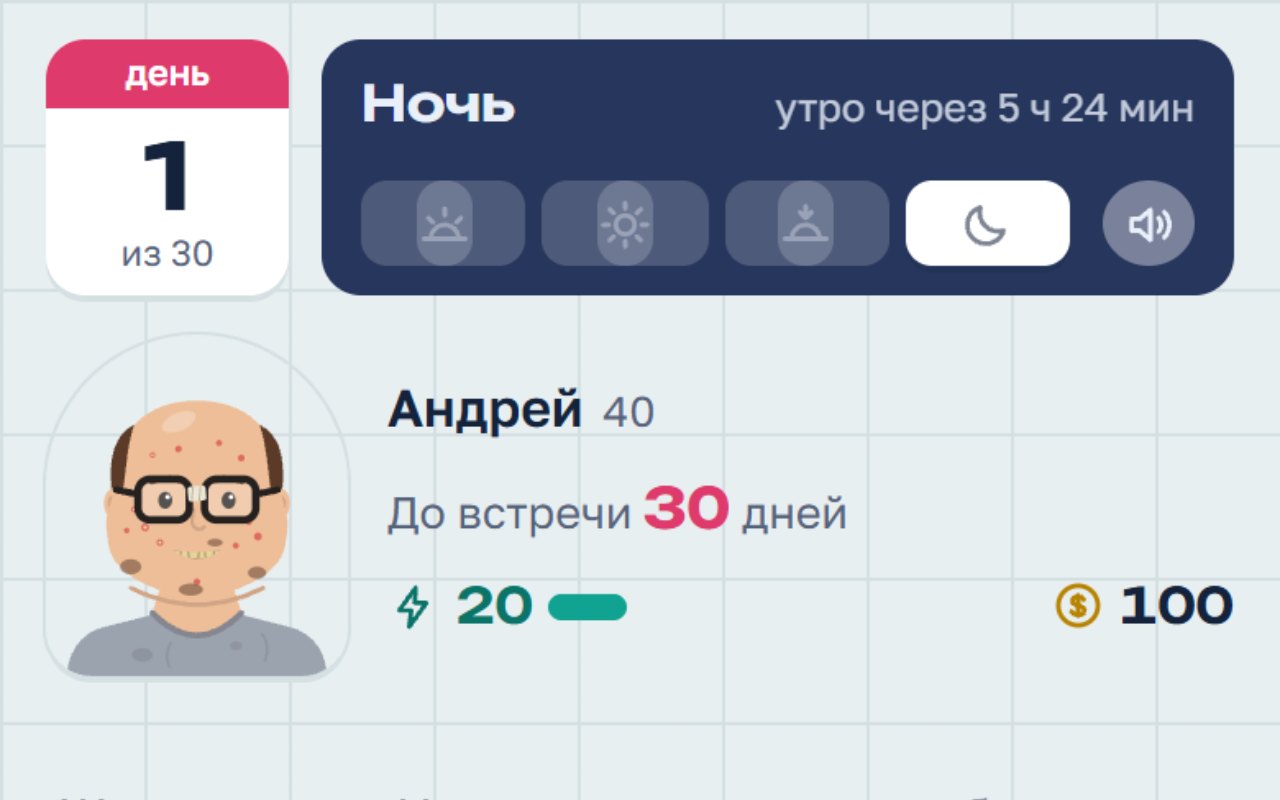 день
1
из 30
Ночь
утро через 5 ч 24 мин
Андрей 40
До встречи 30 дней
20
100